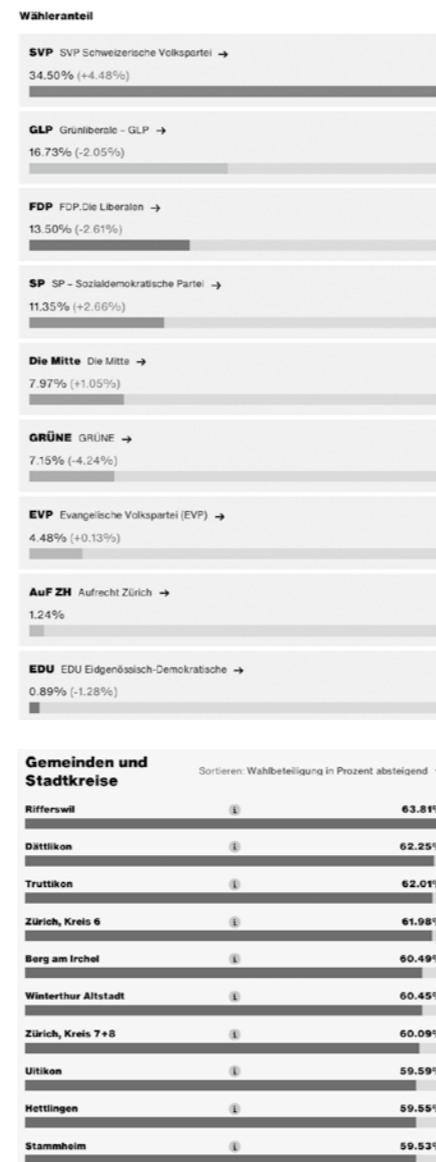 Wähleranteil
SVP SVP Schweizerische Volkspartei →
34.50% (+4.48%)
GLP Grünliberale – GLP →
16.73% (-2.05%)
FDP FDP.Die Liberalen →
13.50% (-2.61%)
SP SP – Sozialdemokratische Partei →
11.35% (+2.66%)
Die Mitte Die Mitte →
7.97% (+1.05%)
GRÜNE GRÜNE →
7.15% (-4.24%)
EVP Evangelische Volkspartei (EVP) →
4.48% (+0.13%)
AuF ZH Aufrecht Zürich →
1.24%
EDU EDU Eidgenössisch-Demokratische →
0.89% (-1.28%)
Gemeinden und
Stadtkreise
Sortieren: Wahlbeteiligung in Prozent absteigend
Rifferswil i 63.81%
Dättlikon i 62.25%
Truttikon i 62.01%
Zürich, Kreis 6 i 61.98%
Berg am Irchel i 60.49%
Winterthur Altstadt i 60.45%
Zürich, Kreis 7+8 i 60.09%
Uitikon i 59.59%
Hettlingen i 59.55%
Stammheim i 59.53%